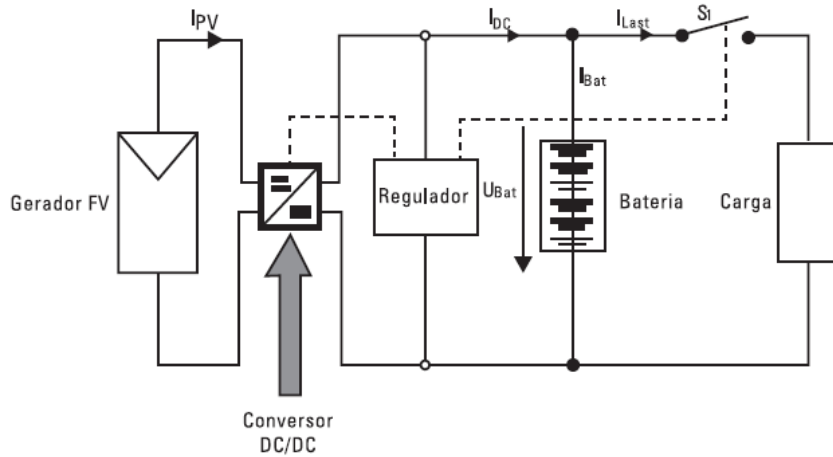 IPV
IDC
ILast
S1
IBat
Gerador FV
Regulador
UBat
Bateria
Carga
Conversor
DC/DC